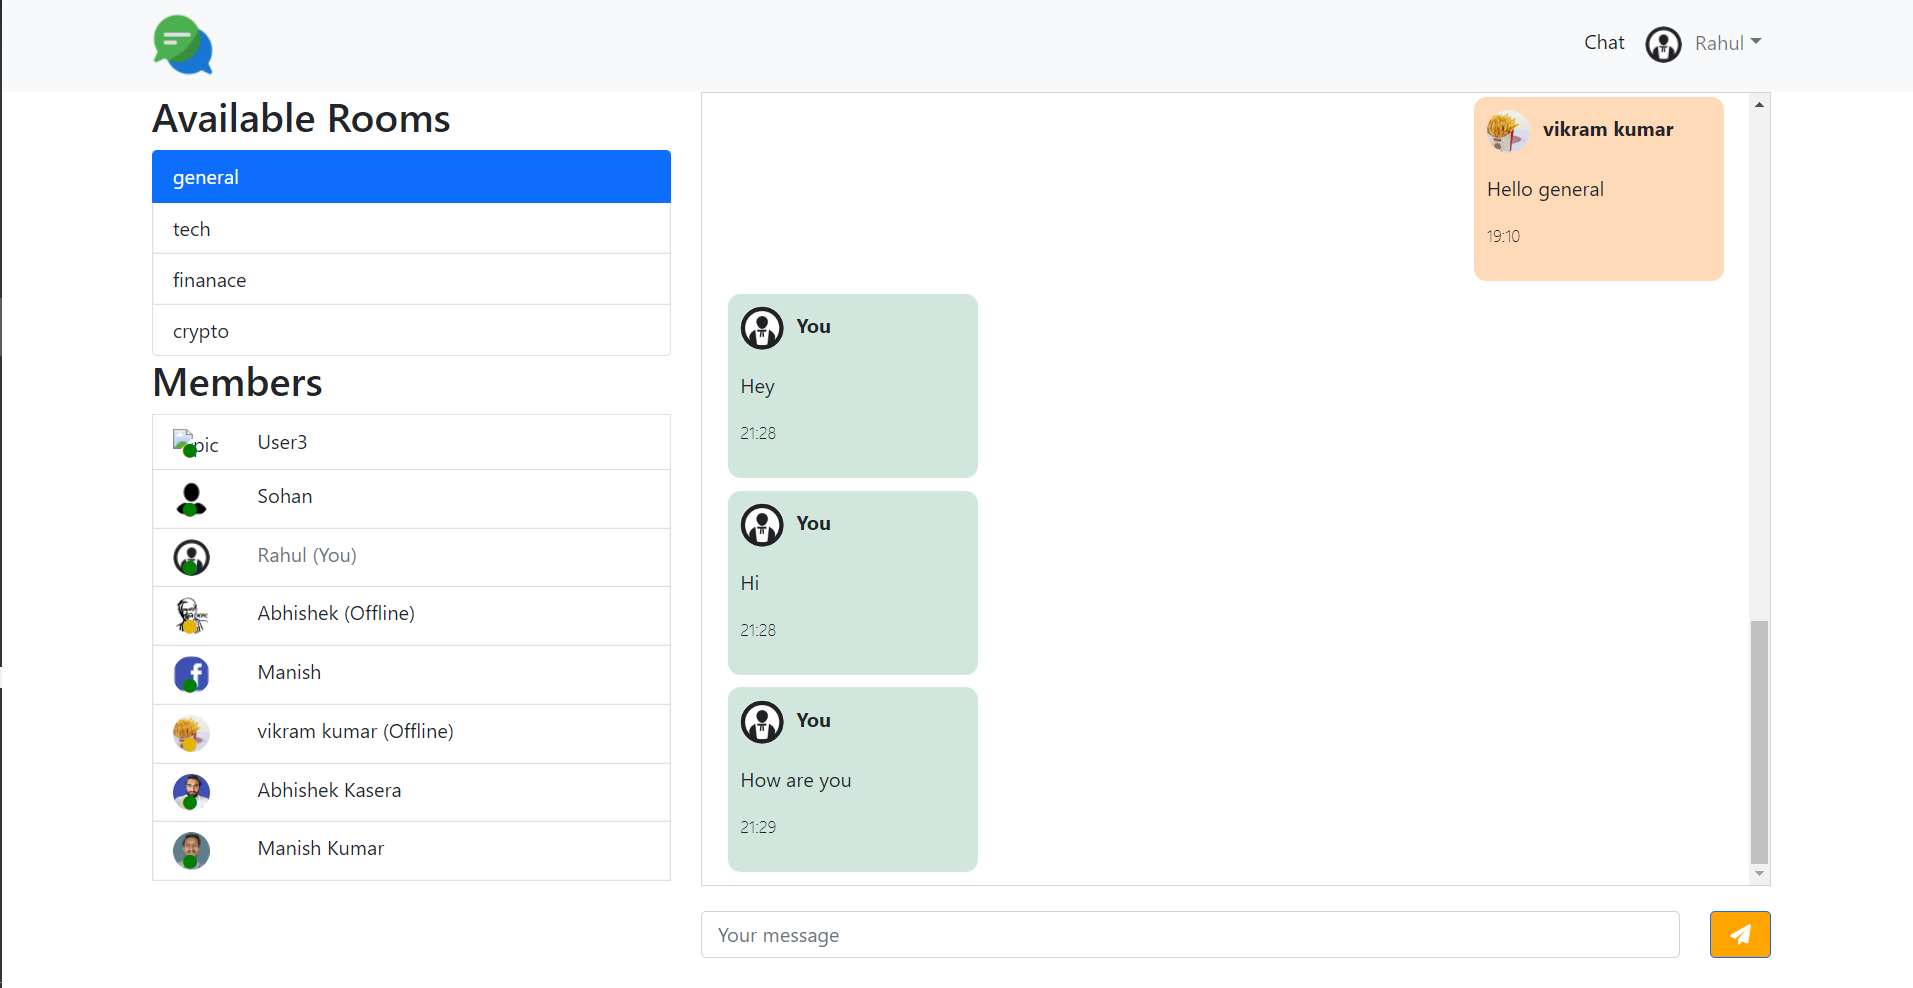 Chat
Rahul
Available Rooms
general
tech
finanace
crypto
Members
pic
User3
Sohan
Rahul (You)
Abhishek (Offline)
Manish
vikram kumar (Offline)
Abhishek Kasera
Manish Kumar
vikram kumar
Hello general
19:10
You
Hey
21:28
You
Hi
21:28
You
How are you
21:29
Your message